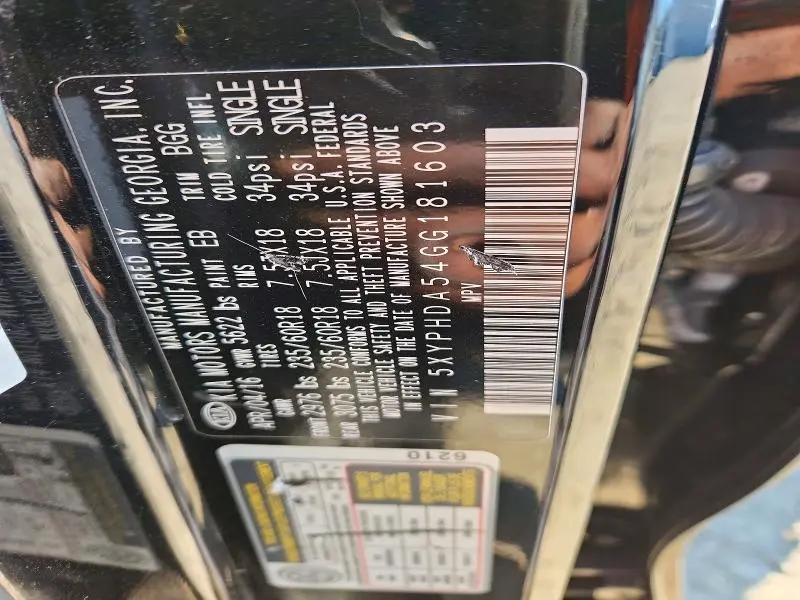 MANUFACTURED BY
KIA KIA MOTORS MANUFACTURING GEORGIA, INC.
APR/04/16 GVWR 5622 lbs PAINT EB TRIM BGG
GAWR TIRES RIMS COLD TIRE INFL
FRONT 2976 lbs 235/60R18 7.5JX18 34psi SINGLE
REAR 3075 lbs 235/60R18 7.5JX18 34psi SINGLE
THIS VEHICLE CONFORMS TO ALL APPLICABLE U.S.A. FEDERAL
MOTOR VEHICLE SAFETY AND THEFT PREVENTION STANDARDS
IN EFFECT ON THE DATE OF MANUFACTURE SHOWN ABOVE
VIN 5XYPHDA54GG181603
MPV
6210